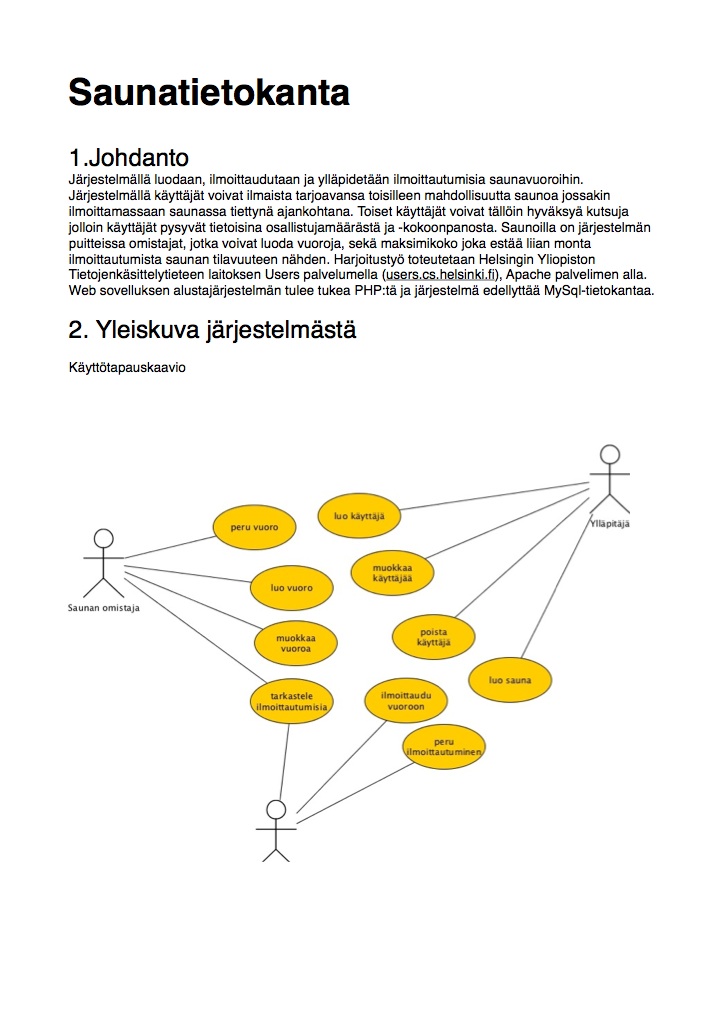 Saunatietokanta
1.Johdanto
Järjestelmällä luodaan, ilmoittaudutaan ja ylläpidetään ilmoittautumisia saunavuoroihin.
Järjestelmällä käyttäjät voivat ilmaista tarjoavansa toisilleen mahdollisuutta saunoa jossakin
ilmoittamassaan saunassa tiettynä ajankohtana. Toiset käyttäjät voivat tällöin hyväksyä kutsuja
jolloin käyttäjät pysyvät tietoisina osallistujamäärästä ja -kokoonpanosta. Saunoilla on järjestelmän
puitteissa omistajat, jotka voivat luoda vuoroja, sekä maksimikoko joka estää liian monta
ilmoittautumista saunan tilavuuteen nähden. Harjoitustyö toteutetaan Helsingin Yliopiston
Tietojenkäsittelytieteen laitoksen Users palvelumella (users.cs.helsinki.fi), Apache palvelimen alla.
Web sovelluksen alustajärjestelmän tulee tukea PHP:tä ja järjestelmä edellyttää MySql-tietokantaa.
2. Yleiskuva järjestelmästä
Käyttötapauskaavio
luo käyttäjä
Ylläpitäjä
peru vuoro
muokkaa
käyttäjää
luo vuoro
Saunan omistaja
muokkaa
vuoroa
poista
käyttäjä
luo sauna
tarkastele
ilmoittautumisia
ilmoittaudu
vuoroon
peru
ilmoittautuminen